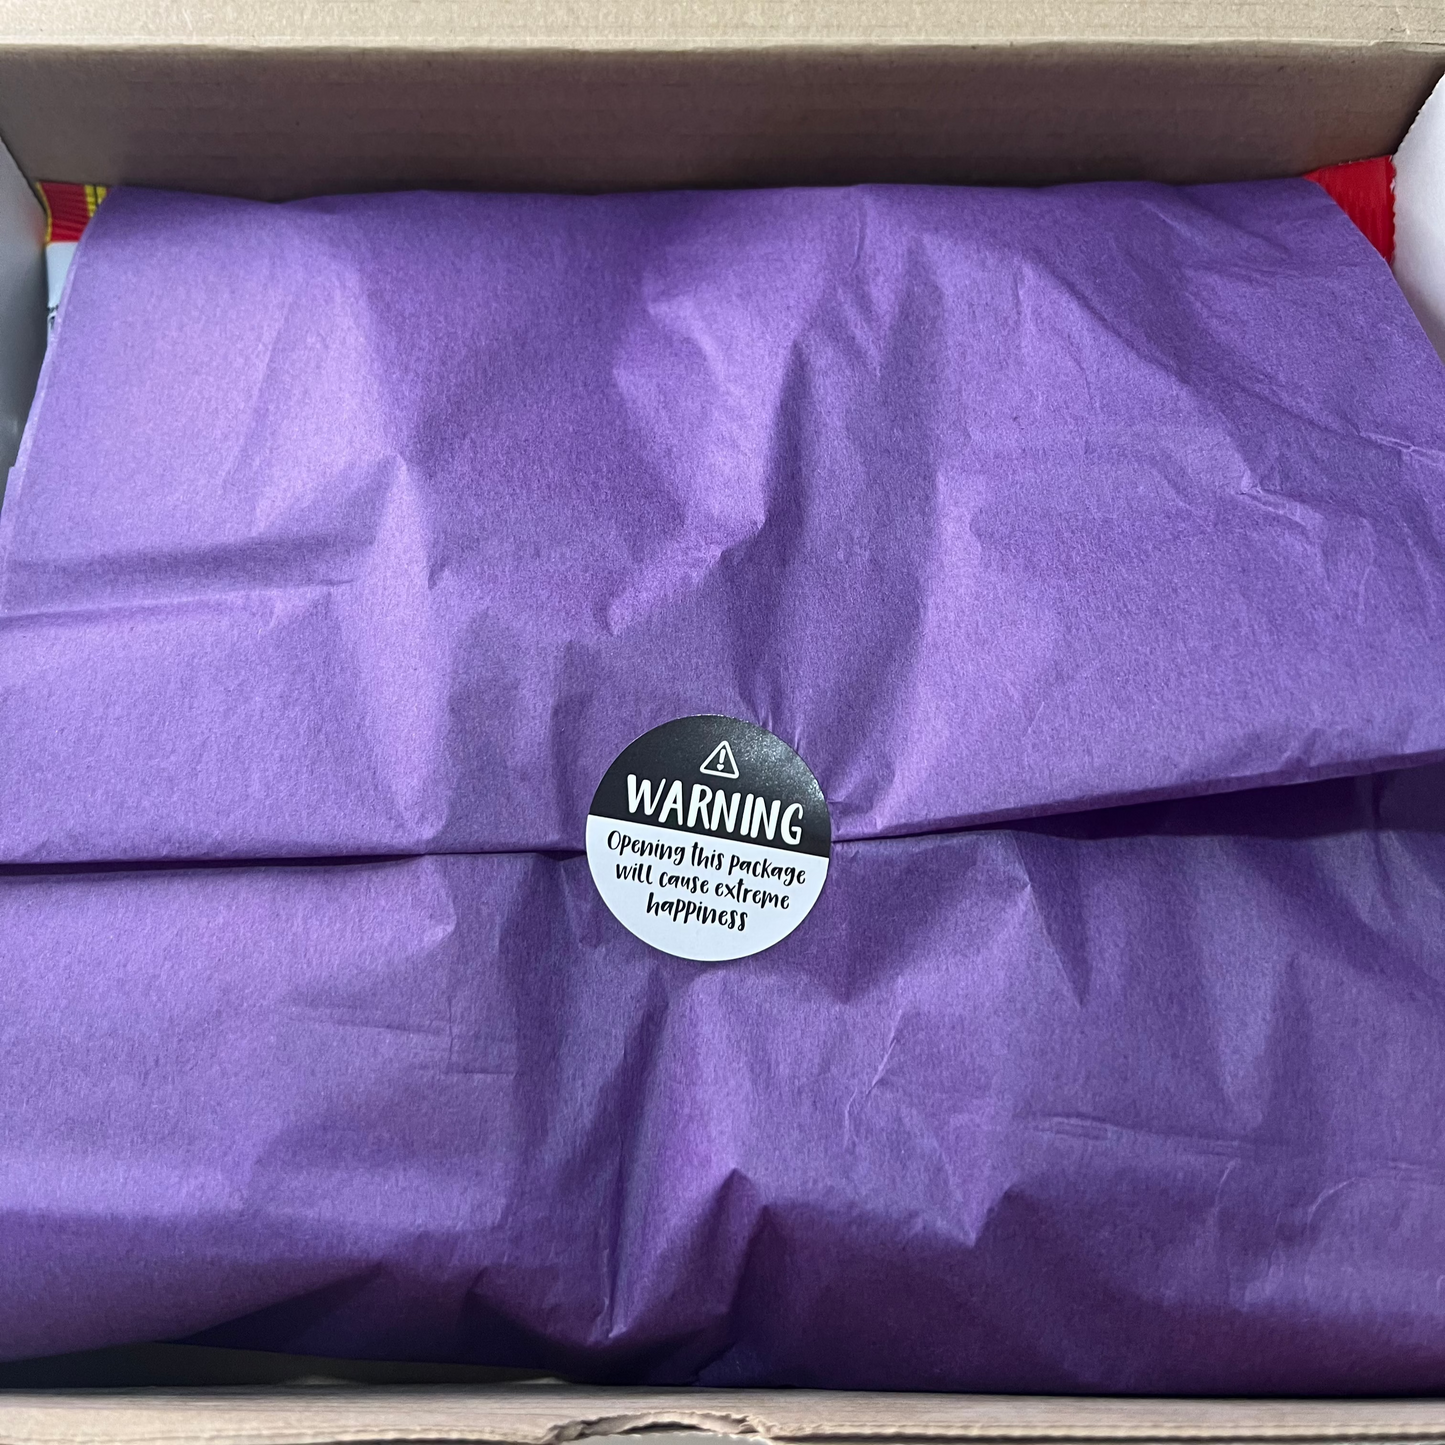 WARNING
Opening this package
will cause extreme
happiness